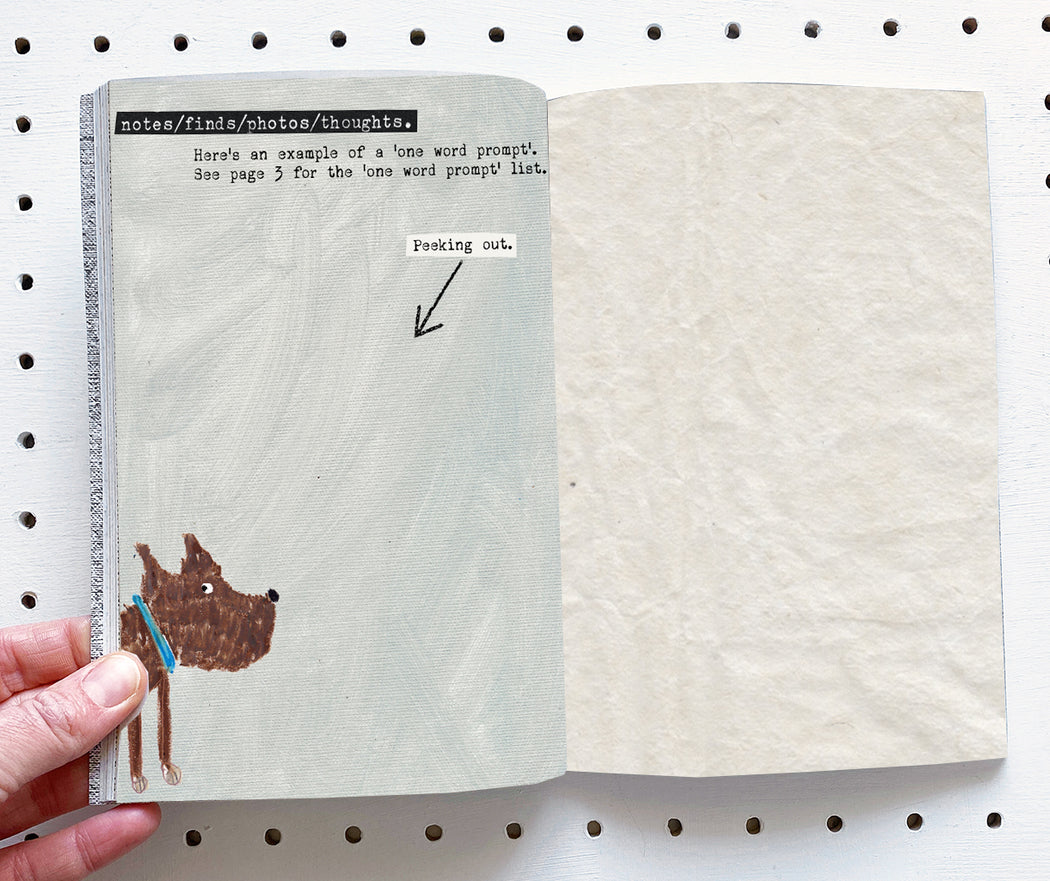 notes/finds/photos/thoughts.
Here's an example of a 'one word prompt'.
See page 3 for the 'one word prompt' list.
Peeking out.